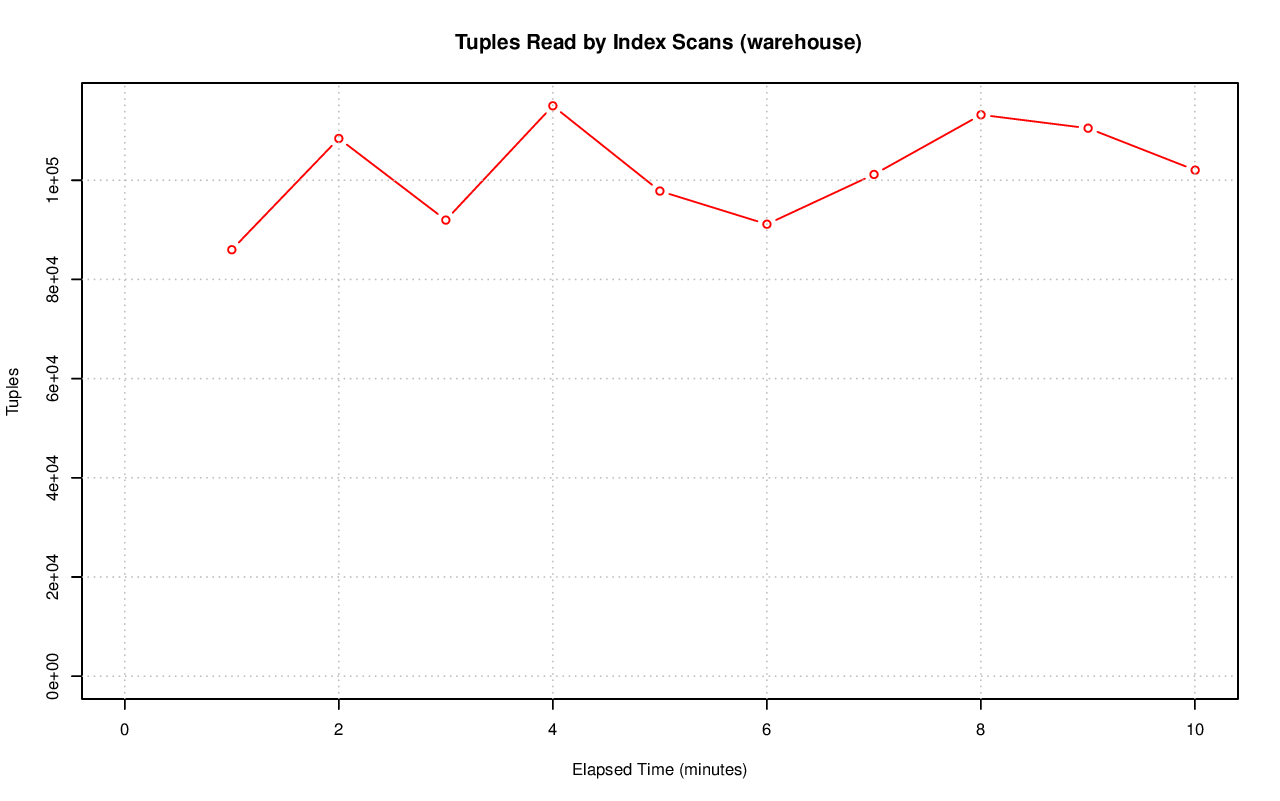 Tuples Read by Index Scans (warehouse)
Tuples
1e+05
8e+04
6e+04
4e+04
2e+04
0e+00
0 2 4 6 8 10
Elapsed Time (minutes)